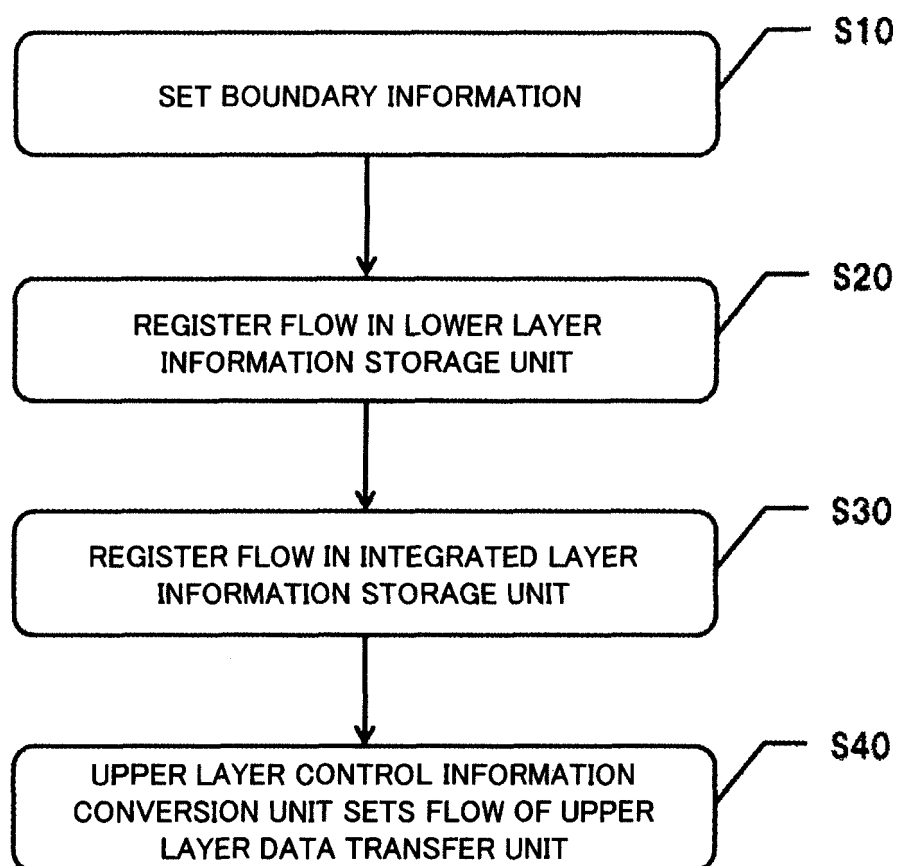 S10
SET BOUNDARY INFORMATION
S20
REGISTER FLOW IN LOWER LAYER
INFORMATION STORAGE UNIT
S30
REGISTER FLOW IN INTEGRATED LAYER
INFORMATION STORAGE UNIT
S40
UPPER LAYER CONTROL INFORMATION
CONVERSION UNIT SETS FLOW OF UPPER
LAYER DATA TRANSFER UNIT